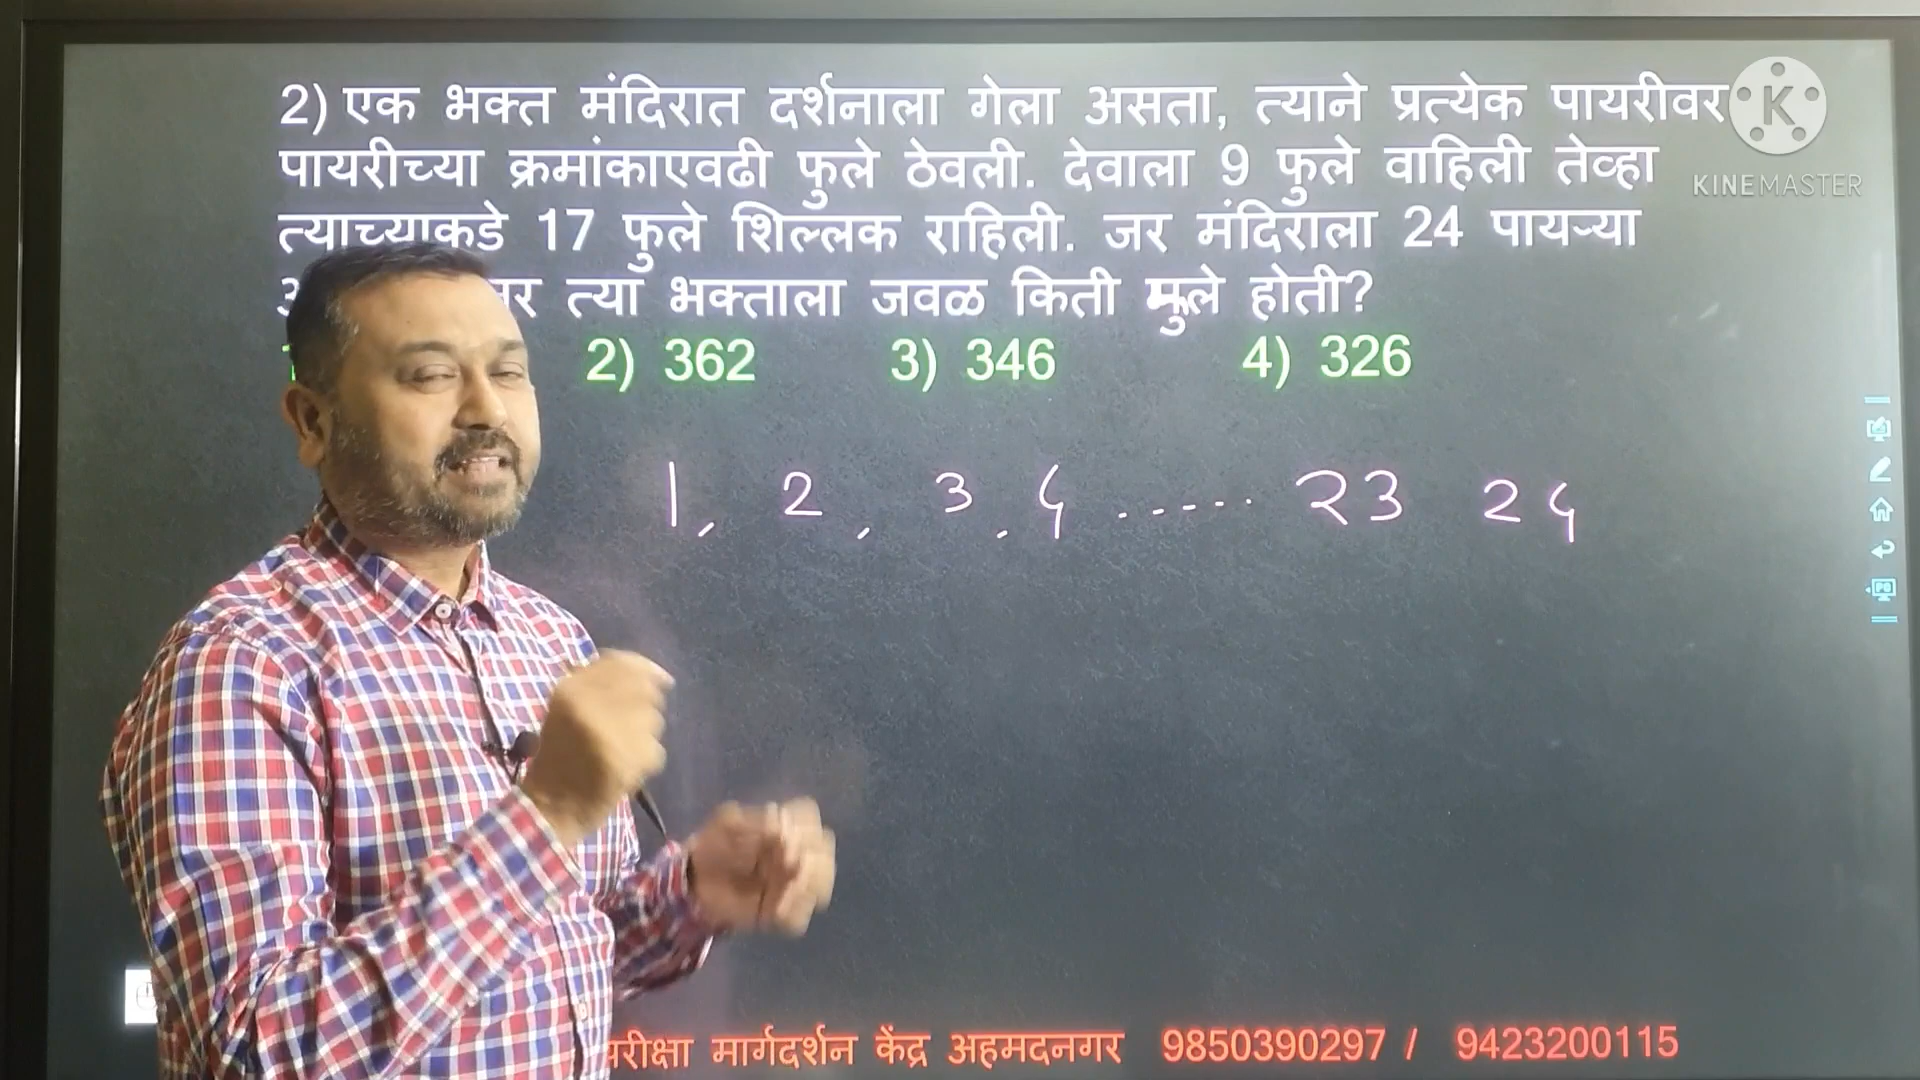 2) एक भक्त मंदिरात दर्शनाला गेला असता, त्याने प्रत्येक पायरीवर
पायरीच्या क्रमांकाएवढी फुले ठेवली. देवाला 9 फुले वाहिली तेव्हा
त्याच्याकडे 17 फुले शिल्लक राहिली. जर मंदिराला 24 पायऱ्या
त्या भक्ताला जवळ किती फुले होती?
2) 362 3) 346 4) 326
1, 2, 3, 4 ..... 23 24
मार्गदर्शन केंद्र अहमदनगर 9850390297 / 9423200115
K
KINEMASTER